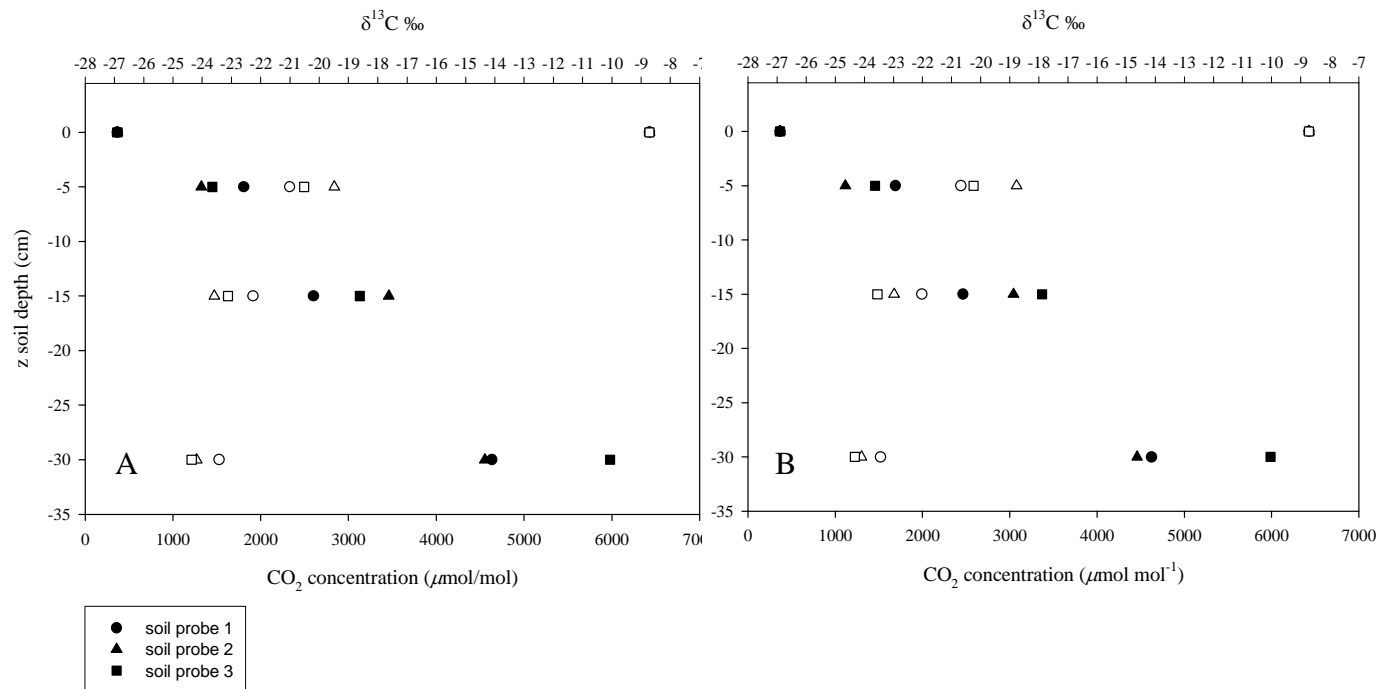 δ13C ‰
-28 -27 -26 -25 -24 -23 -22 -21 -20 -19 -18 -17 -16 -15 -14 -13 -12 -11 -10 -9 -8 -7
0
-5
-10
-15
-20
-25
-30
-35
z soil depth (cm)
A
0 1000 2000 3000 4000 5000 6000 700
CO2 concentration (μmol/mol)
soil probe 1
soil probe 2
soil probe 3
δ13C ‰
-28 -27 -26 -25 -24 -23 -22 -21 -20 -19 -18 -17 -16 -15 -14 -13 -12 -11 -10 -9 -8 -7
0
-5
-10
-15
-20
-25
-30
-35
B
0 1000 2000 3000 4000 5000 6000 7000
CO2 concentration (μmol mol-1)